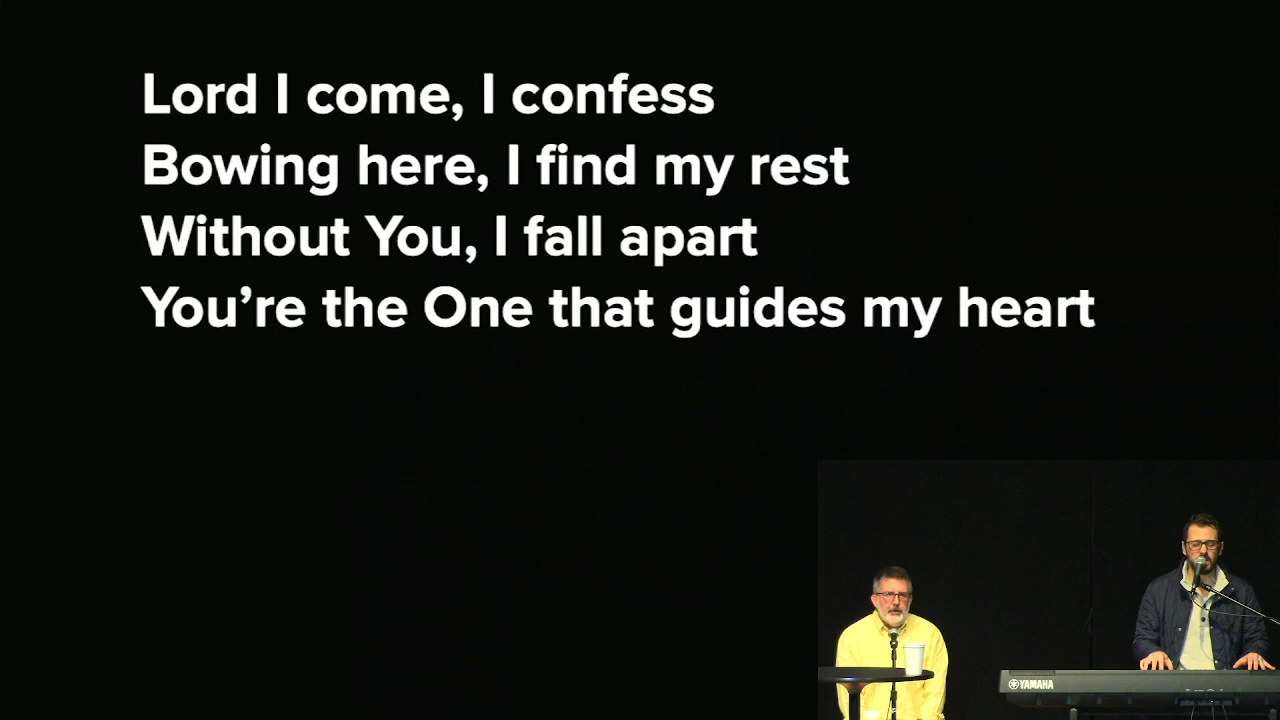 Lord I come, I confess
Bowing here, I find my rest
Without You, I fall apart
You’re the One that guides my heart
YAMAHA